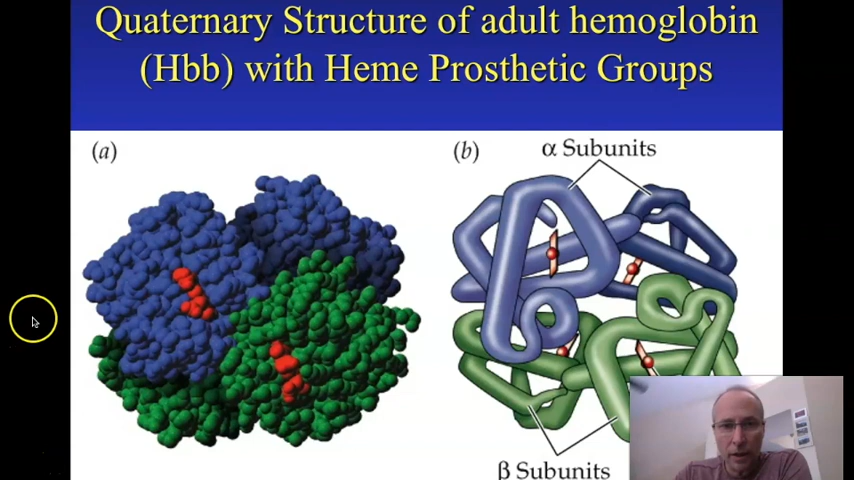 Quaternary Structure of adult hemoglobin
(Hbb) with Heme Prosthetic Groups
(a)
(b)
α Subunits
β Subunits